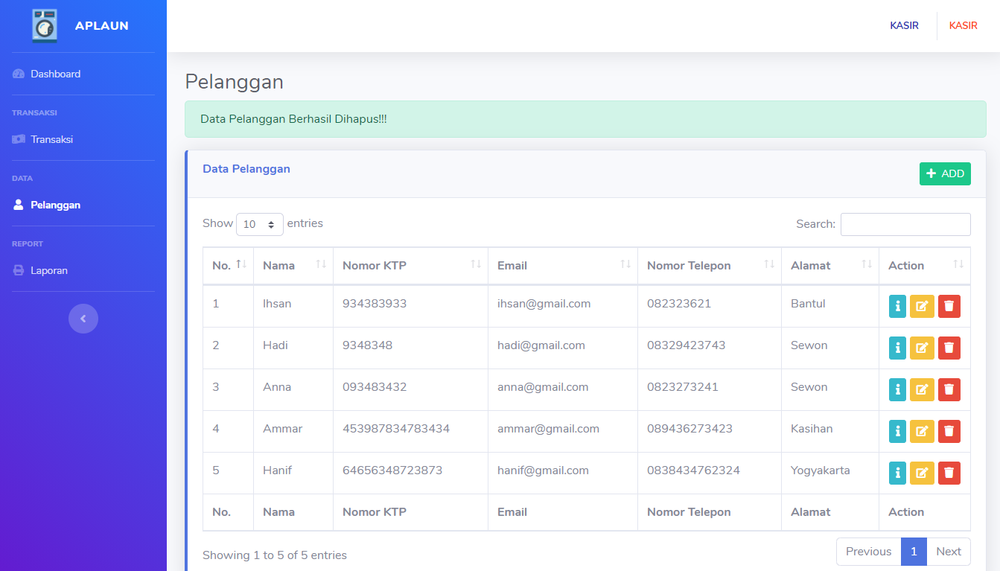 APLAUN
KASIR KASIR
Dashboard
TRANSAKSI
Transaksi
DATA
Pelanggan
REPORT
Laporan
Pelanggan
Data Pelanggan Berhasil Dihapus!!!
Data Pelanggan
ADD
Show 10 entries
Search:
No. Nama Nomor KTP Email Nomor Telepon Alamat Action
1 Ihsan 934383933 ihsan@gmail.com 082323621 Bantul
2 Hadi 9348348 hadi@gmail.com 08329423743 Sewon
3 Anna 093483432 anna@gmail.com 0823273241 Sewon
4 Ammar 453987834783434 ammar@gmail.com 089436273423 Kasihan
5 Hanif 64656348723873 hanif@gmail.com 0838434762324 Yogyakarta
No. Nama Nomor KTP Email Nomor Telepon Alamat Action
Showing 1 to 5 of 5 entries
Previous 1 Next